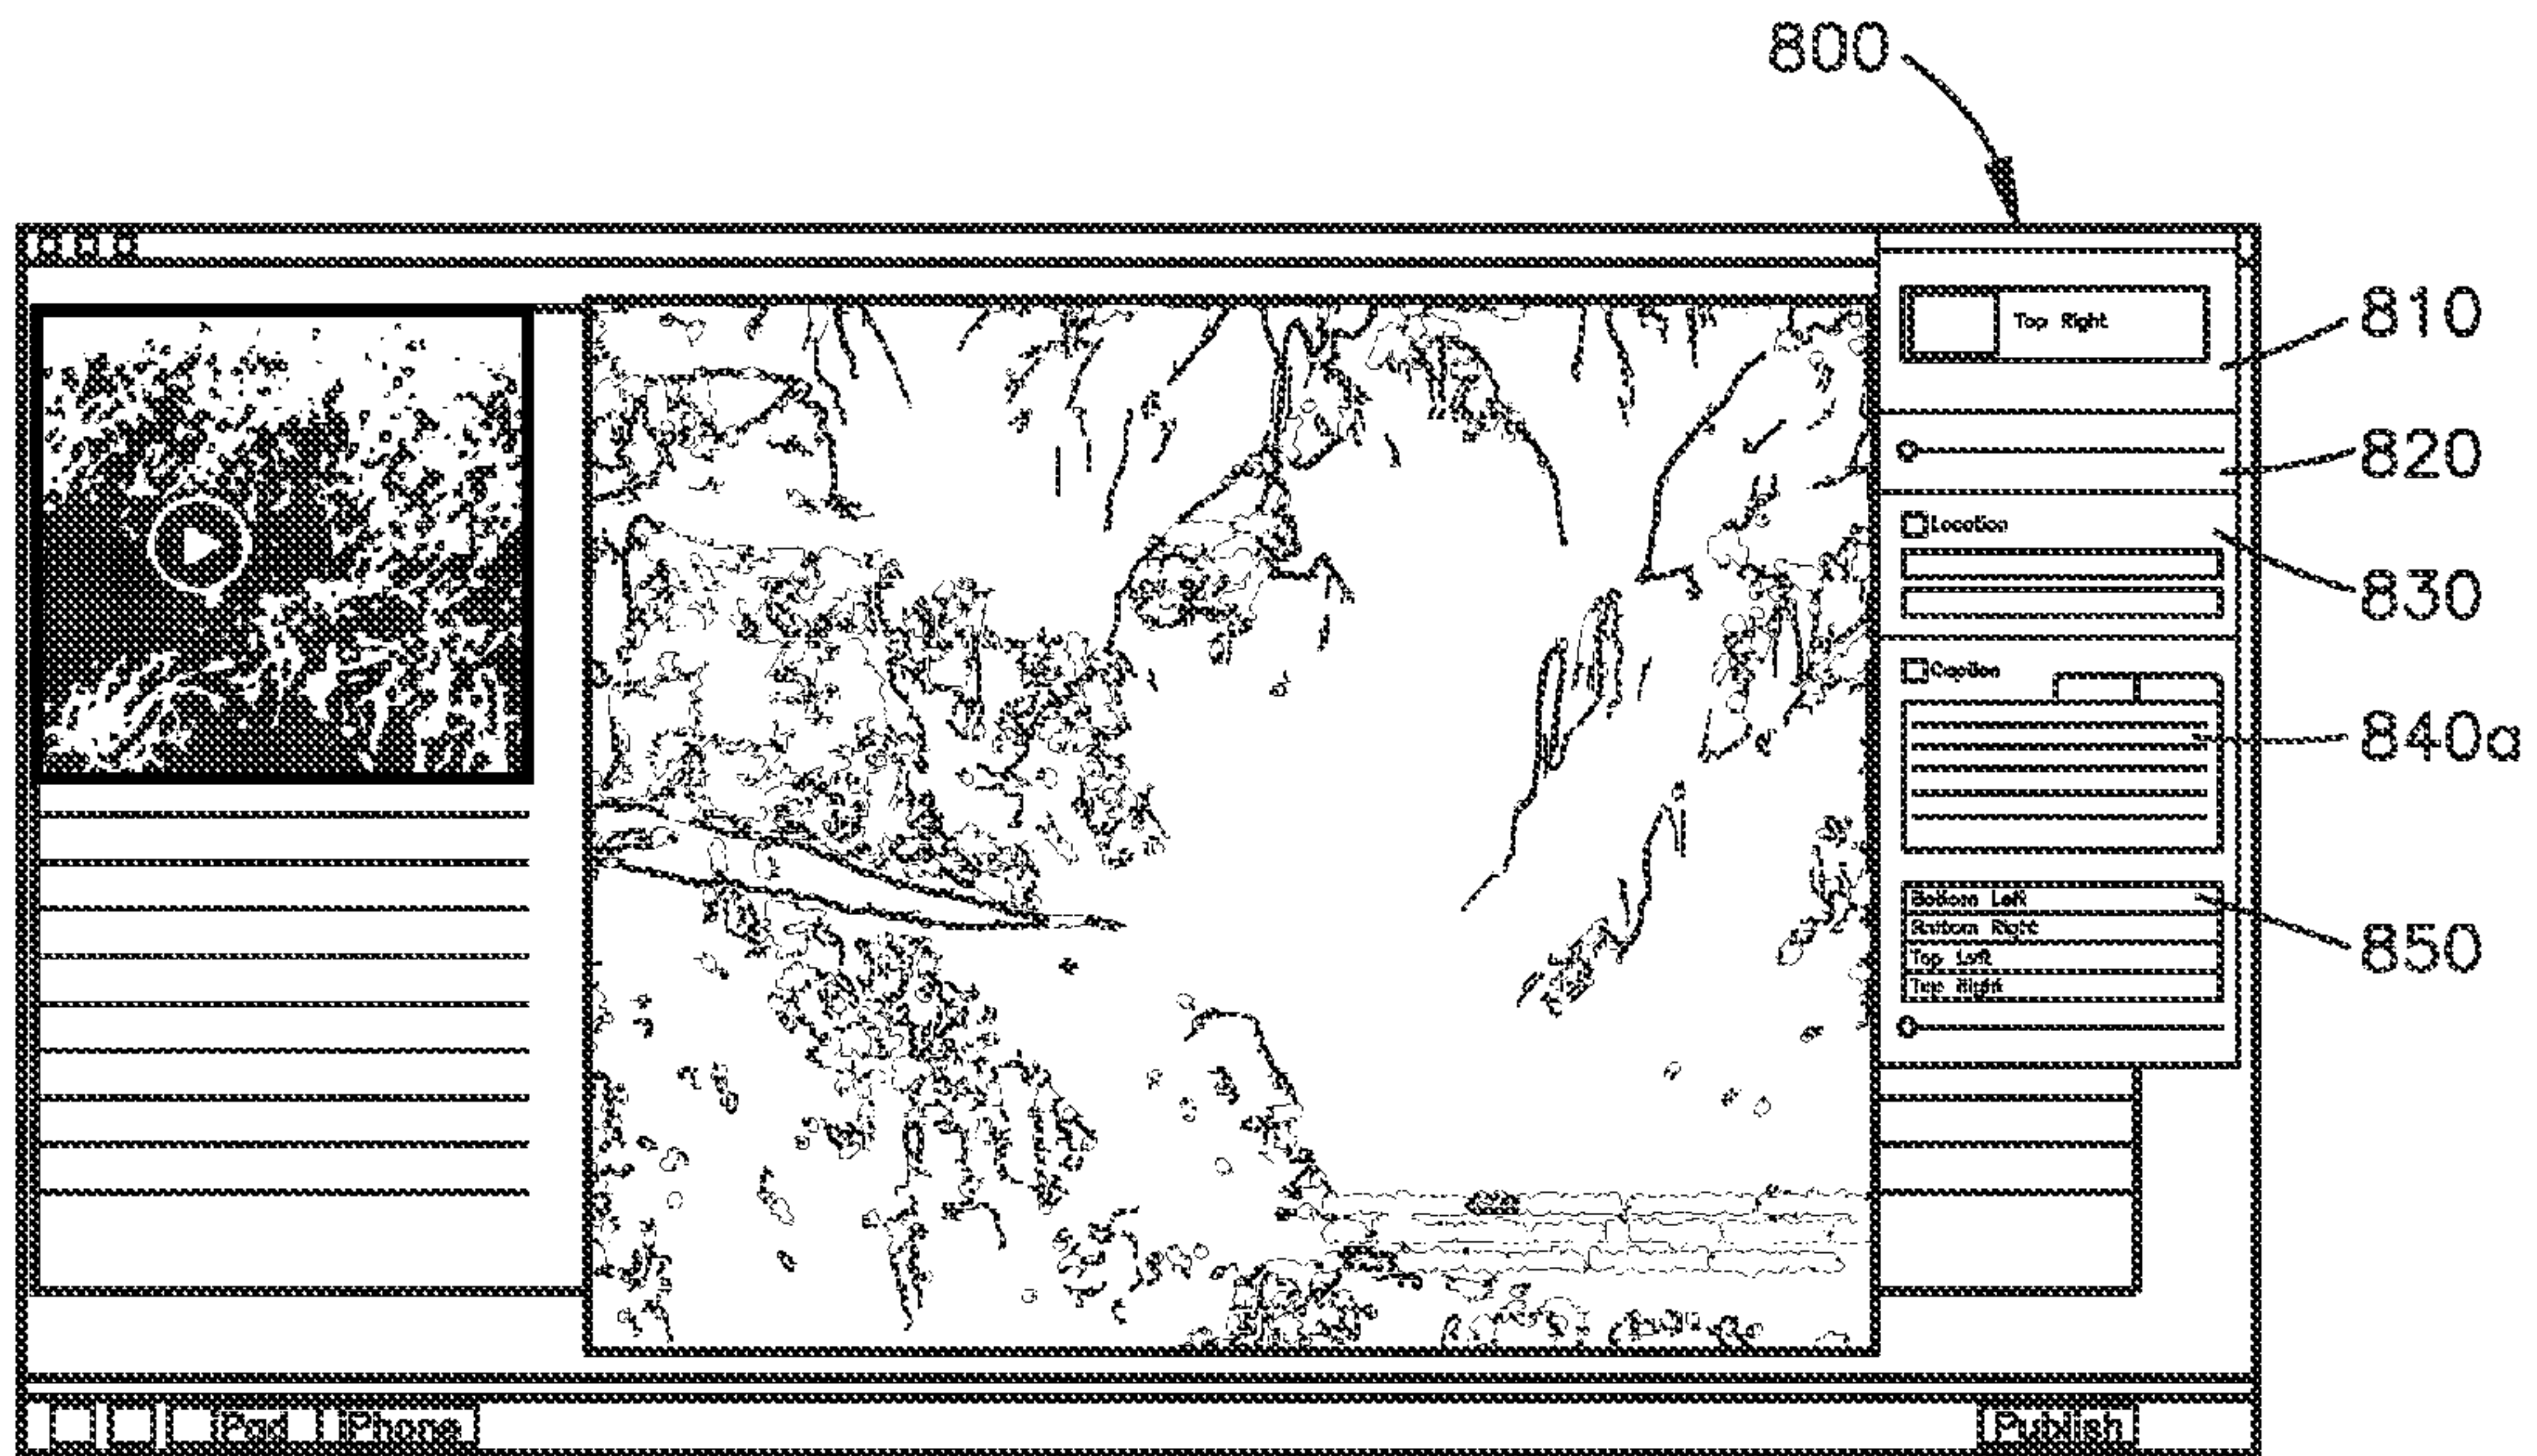 800
Top Right
810
820
Location
830
Caption
840a
Bottom Left
850
Bottom Right
Top Left
Top Right
iPad iPhone Publish